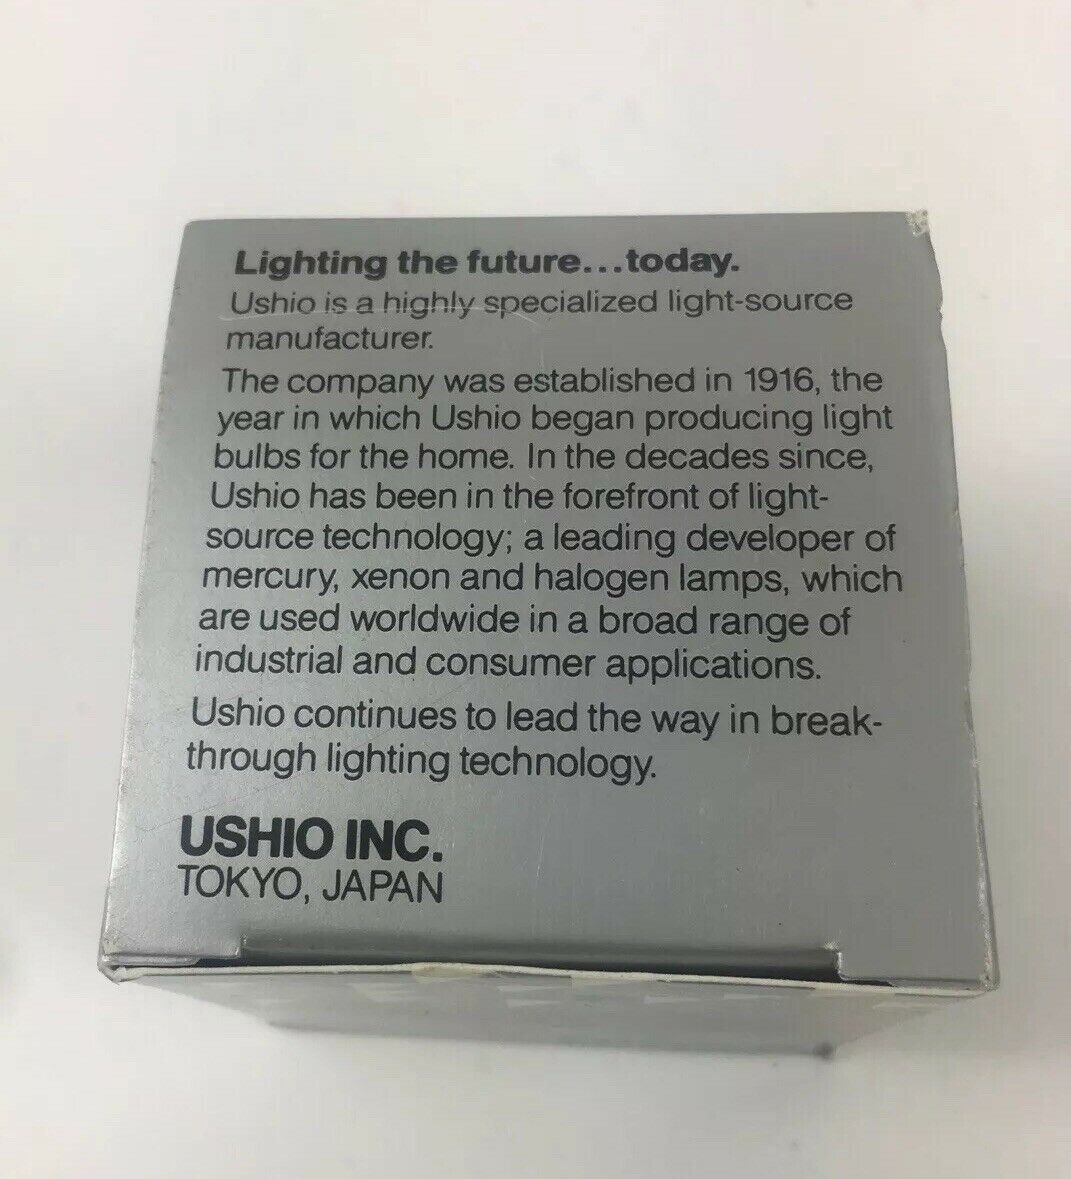 Lighting the future...today.
Ushio is a highly specialized light-source
manufacturer.
The company was established in 1916, the
year in which Ushio began producing light
bulbs for the home. In the decades since,
Ushio has been in the forefront of light-
source technology; a leading developer of
mercury, xenon and halogen lamps, which
are used worldwide in a broad range of
industrial and consumer applications.
Ushio continues to lead the way in break-
through lighting technology.
USHIO INC.
TOKYO, JAPAN